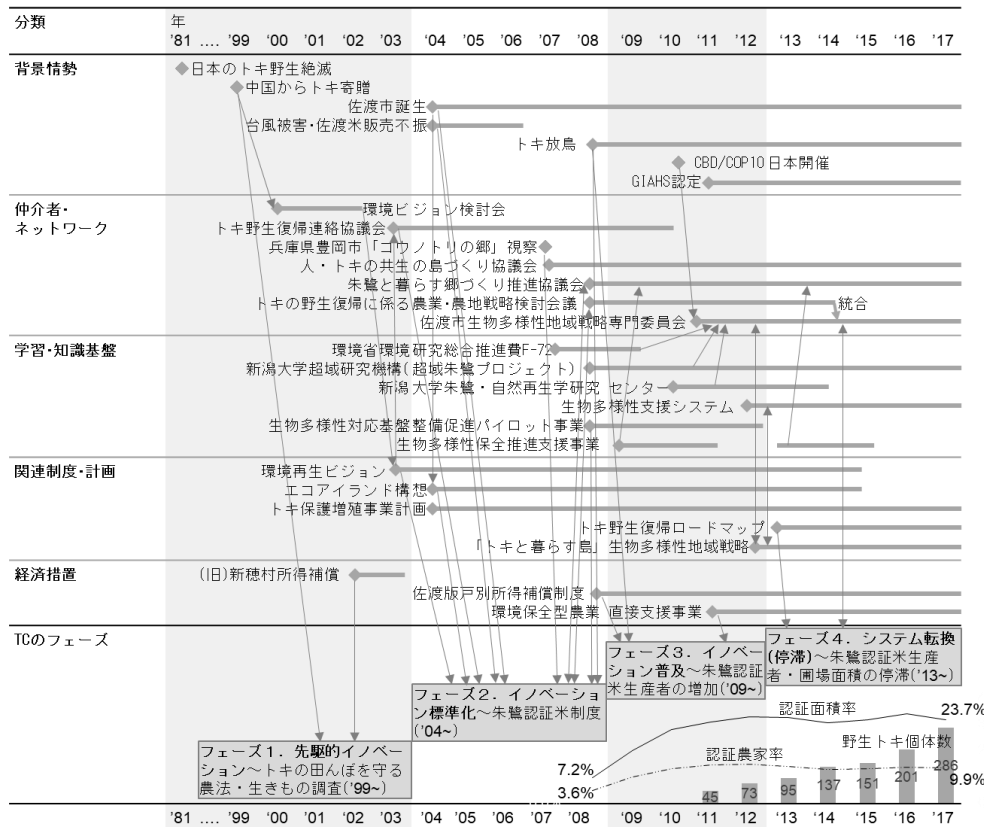 分類
年
'81 .... '99 '00 '01 '02 '03 '04 '05 '06 '07 '08 '09 '10 '11 '12 '13 '14 '15 '16 '17
背景情勢
日本のトキ野生絶滅
中国からトキ寄贈
佐渡市誕生
台風被害・佐渡米販売不振
トキ放鳥
CBD/COP10 日本開催
GIAHS認定
仲介者・
ネットワーク
環境ビジョン検討会
トキ野生復帰連絡協議会
兵庫県豊岡市「コウノトリの郷」視察
人・トキの共生の島づくり協議会
朱鷺と暮らす郷づくり推進協議会
トキの野生復帰に係る農業・農地戦略検討会議
統合
佐渡市生物多様性地域戦略専門委員会
学習・知識基盤
環境省環境研究総合推進費F-72
新潟大学超域研究機構(超域朱鷺プロジェクト)
新潟大学朱鷺・自然再生学研究 センター
生物多様性支援システム
生物多様性対応基盤整備促進パイロット事業
生物多様性保全推進支援事業
関連制度・計画
環境再生ビジョン
エコアイランド構想
トキ保護増殖事業計画
トキ野生復帰ロードマップ
「トキと暮らす島」生物多様性地域戦略
経済措置
(旧)新穂村所得補償
佐渡版戸別所得補償制度
環境保全型農業 直接支援事業
TCのフェーズ
フェーズ4. システム転換
(停滞)～朱鷺認証米生産
者・圃場面積の停滞('13~)
フェーズ3. イノベー
ション普及～朱鷺認証
米生産者の増加('09~)
フェーズ2. イノベーショ
ン標準化～朱鷺認証米制度
('04~)
フェーズ1. 先駆的イノベー
ション～トキの田んぼを守る
農法・生きもの調査('99~)
認証面積率
23.7%
認証農家率
野生トキ個体数
7.2%
3.6%
9.9%
45 73 95 137 151 201 286
'81 .... '99 '00 '01 '02 '03 '04 '05 '06 '07 '08 '09 '10 '11 '12 '13 '14 '15 '16 '17